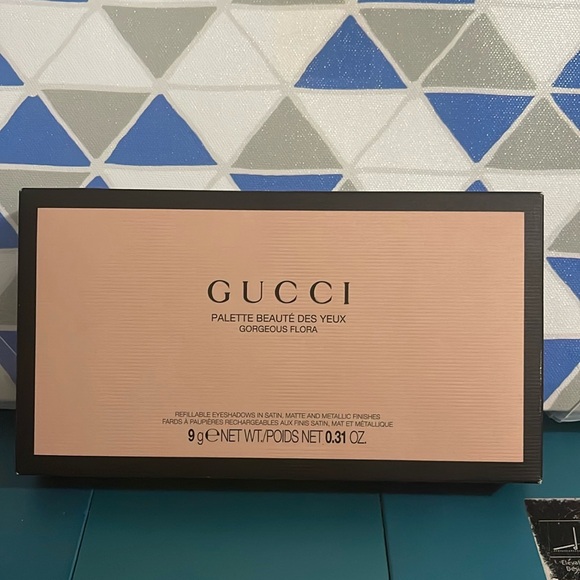 GUCCI
PALETTE BEAUTÉ DES YEUX
GORGEOUS FLORA
REFILLABLE EYESHADOWS IN SATIN, MATTE AND METALLIC FINISHES
FARDS À PAUPIÈRES RECHARGEABLES AUX FINIS SATIN, MAT ET MÉTALLIQUE
9 g ℮ NET WT./POIDS NET 0.31 OZ.